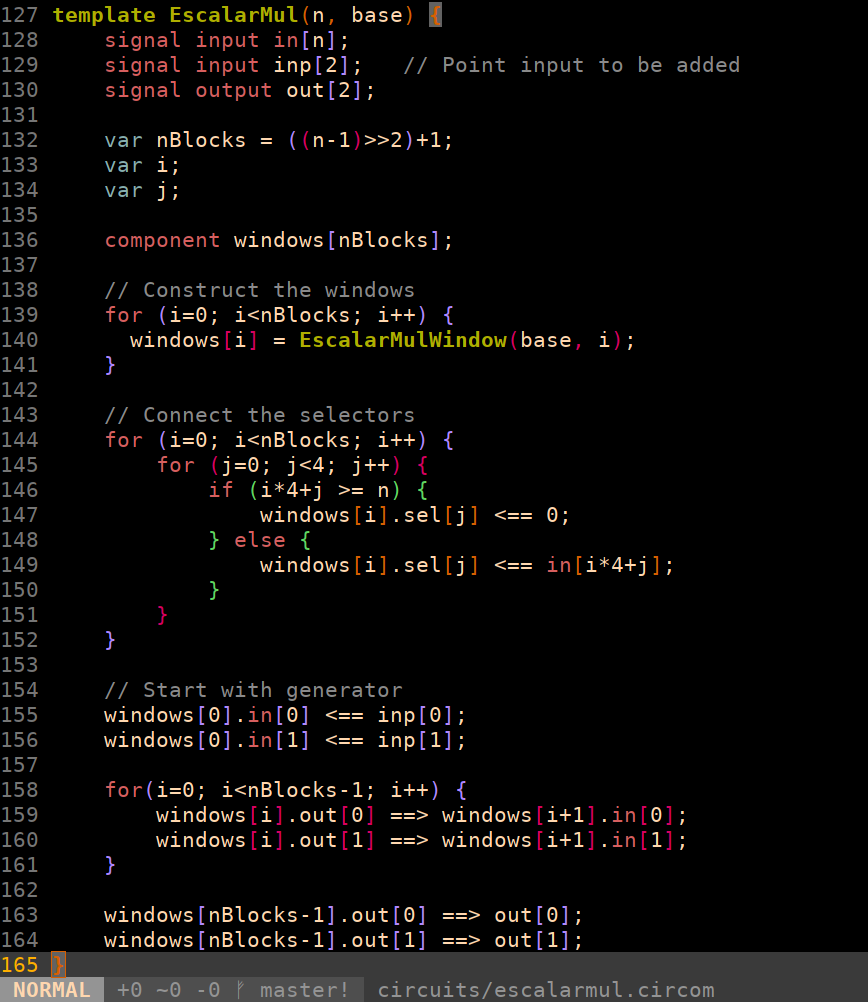 127 template EscalarMul(n, base) {
128     signal input in[n];
129     signal input inp[2];   // Point input to be added
130     signal output out[2];
131
132     var nBlocks = ((n-1)>>2)+1;
133     var i;
134     var j;
135
136     component windows[nBlocks];
137
138     // Construct the windows
139     for (i=0; i<nBlocks; i++) {
140       windows[i] = EscalarMulWindow(base, i);
141     }
142
143     // Connect the selectors
144     for (i=0; i<nBlocks; i++) {
145         for (j=0; j<4; j++) {
146             if (i*4+j >= n) {
147                 windows[i].sel[j] <== 0;
148             } else {
149                 windows[i].sel[j] <== in[i*4+j];
150             }
151         }
152     }
153
154     // Start with generator
155     windows[0].in[0] <== inp[0];
156     windows[0].in[1] <== inp[1];
157
158     for(i=0; i<nBlocks-1; i++) {
159         windows[i].out[0] ==> windows[i+1].in[0];
160         windows[i].out[1] ==> windows[i+1].in[1];
161     }
162
163     windows[nBlocks-1].out[0] ==> out[0];
164     windows[nBlocks-1].out[1] ==> out[1];
165 }
NORMAL  +0 ~0 -0 ᚠ master!  circuits/escalarmul.circom